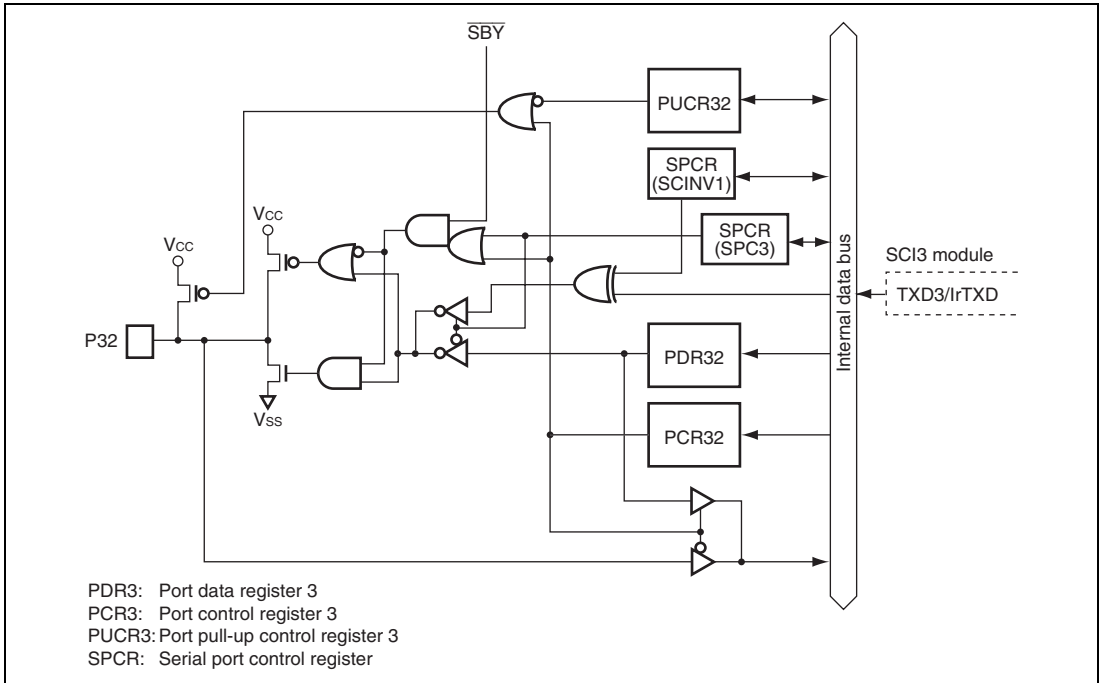 SBY
PUCR32
SPCR
(SCINV1)
SPCR
(SPC3)
SCI3 module
TXD3/IrTXD
Internal data bus
VCC
VCC
P32
VSS
PDR32
PCR32
PDR3: Port data register 3
PCR3: Port control register 3
PUCR3: Port pull-up control register 3
SPCR: Serial port control register